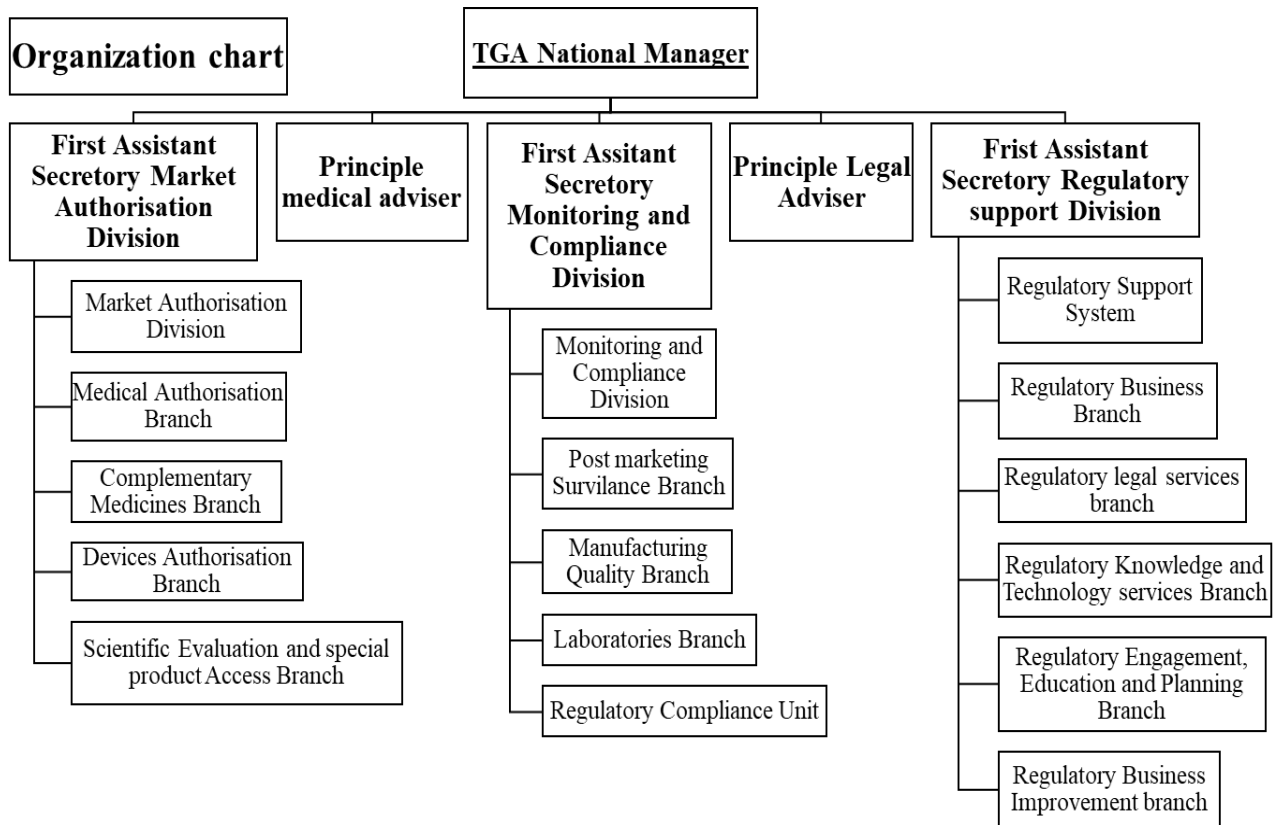 Organization chart
TGA National Manager
First Assistant
Secretory Market
Authorisation
Division
Principle
medical adviser
First Assitant
Secretory
Monitoring and
Compliance
Division
Principle Legal
Adviser
Frist Assistant
Secretory Regulatory
support Division
Market Authorisation
Division
Medical Authorisation
Branch
Complementary
Medicines Branch
Devices Authorisation
Branch
Scientific Evaluation and special
product Access Branch
Monitoring and
Compliance
Division
Post marketing
Survilance Branch
Manufacturing
Quality Branch
Laboratories Branch
Regulatory Compliance Unit
Regulatory Support
System
Regulatory Business
Branch
Regulatory legal services
branch
Regulatory Knowledge and
Technology services Branch
Regulatory Engagement,
Education and Planning
Branch
Regulatory Business
Improvement branch